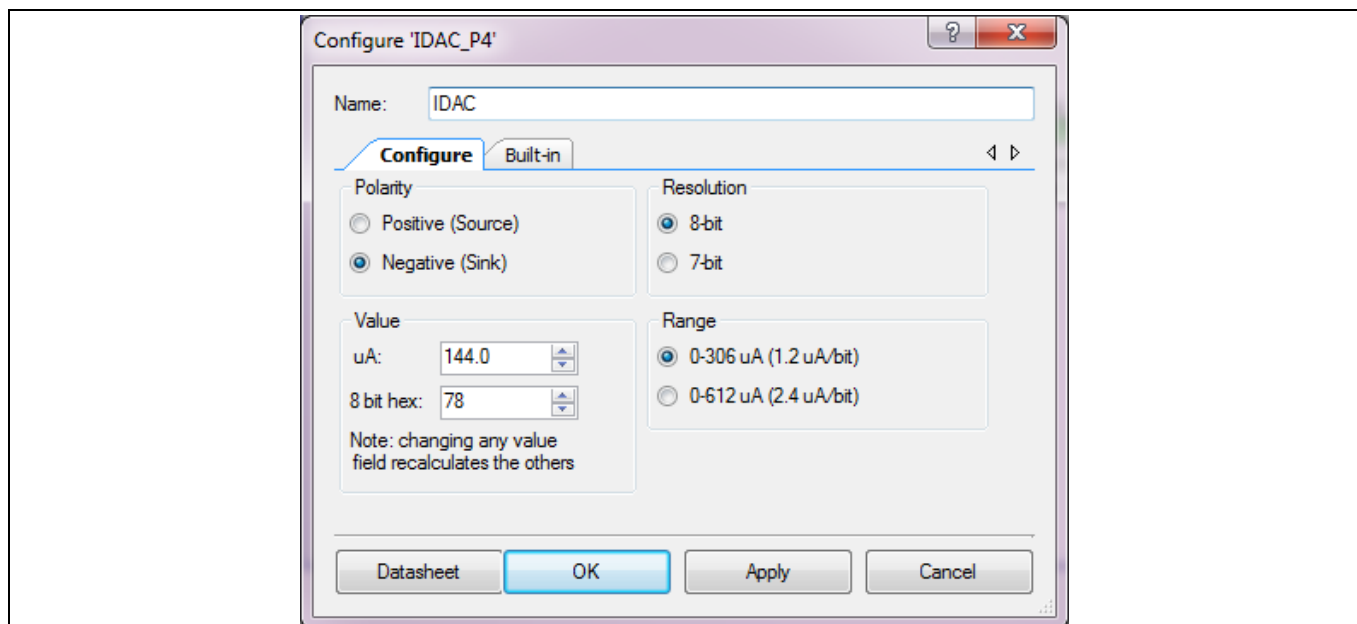 Configure 'IDAC_P4'
Name: IDAC
Configure Built-in
Polarity
Positive (Source)
Negative (Sink)
Resolution
8-bit
7-bit
Value
uA: 144.0
8 bit hex: 78
Note: changing any value
field recalculates the others
Range
0-306 uA (1.2 uA/bit)
0-612 uA (2.4 uA/bit)
Datasheet OK Apply Cancel